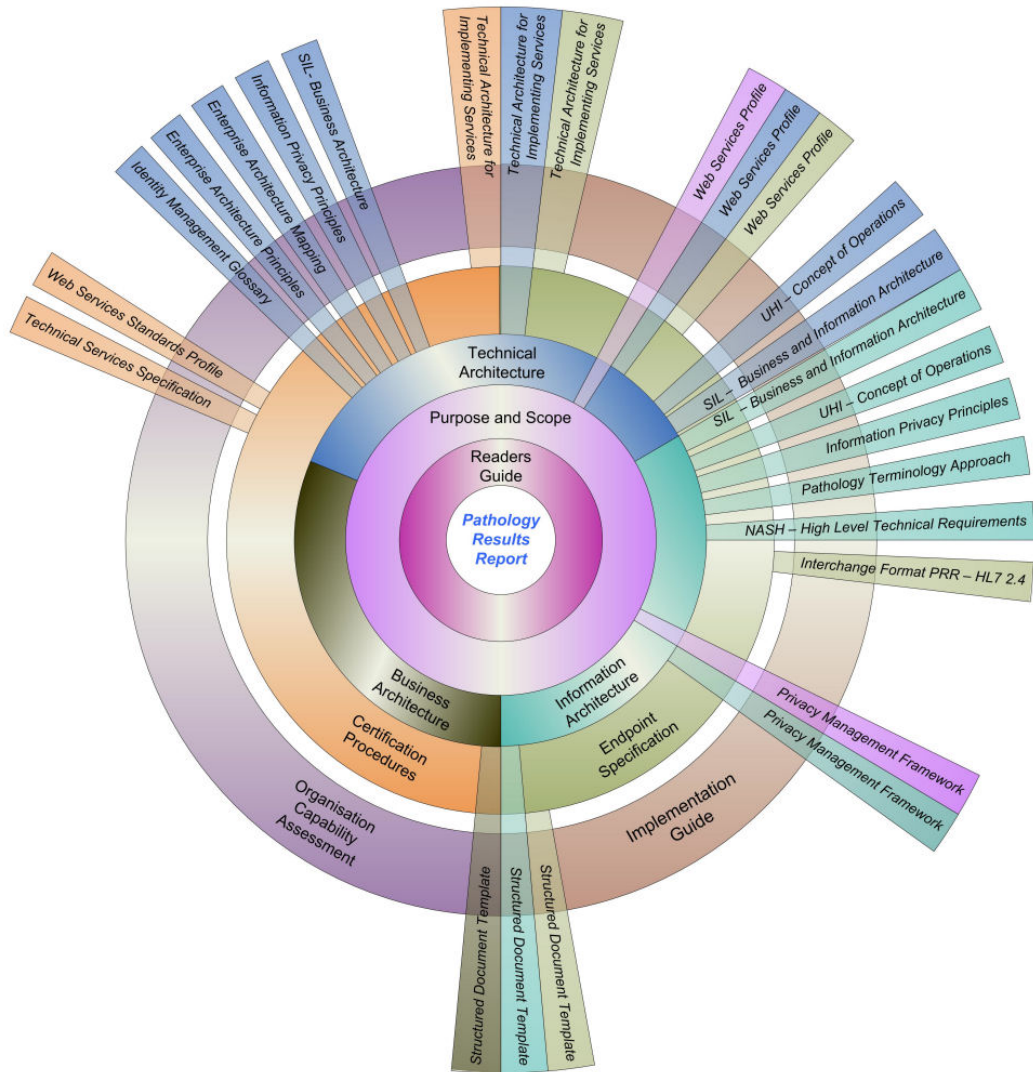 Technical Architecture for
Implementing Services
Technical Architecture for
Implementing Services
Technical Architecture for
Implementing Services
SIL- Business Architecture
Information Privacy Principles
Enterprise Architecture Mapping
Enterprise Architecture Principles
Identity Management Glossary
Web Services Standards Profile
Technical Services Specification
Web Services Profile
Web Services Profile
Web Services Profile
UHI – Concept of Operations
SIL – Business and Information Architecture
SIL – Business and Information Architecture
UHI – Concept of Operations
Information Privacy Principles
Pathology Terminology Approach
NASH – High Level Technical Requirements
Interchange Format PRR – HL7 2.4
Privacy Management Framework
Privacy Management Framework
Technical
Architecture
Purpose and Scope
Readers
Guide
Pathology
Results
Report
Business
Architecture
Information
Architecture
Certification
Procedures
Endpoint
Specification
Organisation
Capability
Assessment
Implementation
Guide
Structured Document Template
Structured Document Template
Structured Document Template